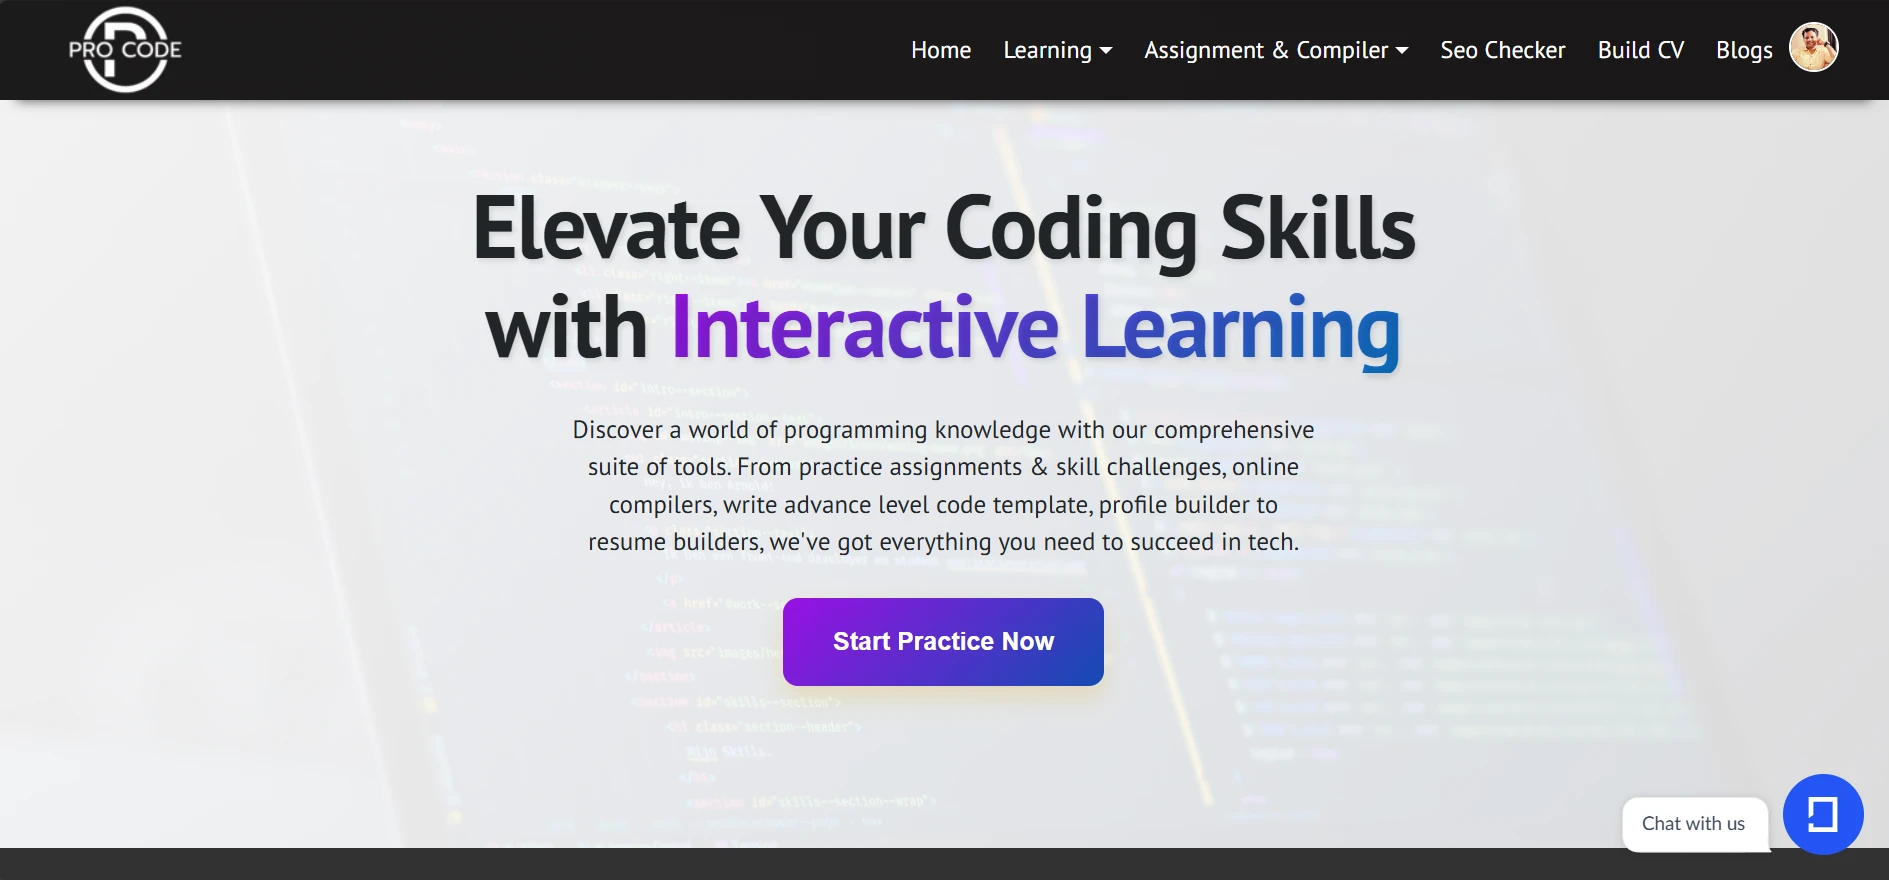 PRO CODE
Home Learning Assignment & Compiler Seo Checker Build CV Blogs
Elevate Your Coding Skills
with Interactive Learning
Discover a world of programming knowledge with our comprehensive
suite of tools. From practice assignments & skill challenges, online
compilers, write advance level code template, profile builder to
resume builders, we've got everything you need to succeed in tech.
Start Practice Now
Chat with us